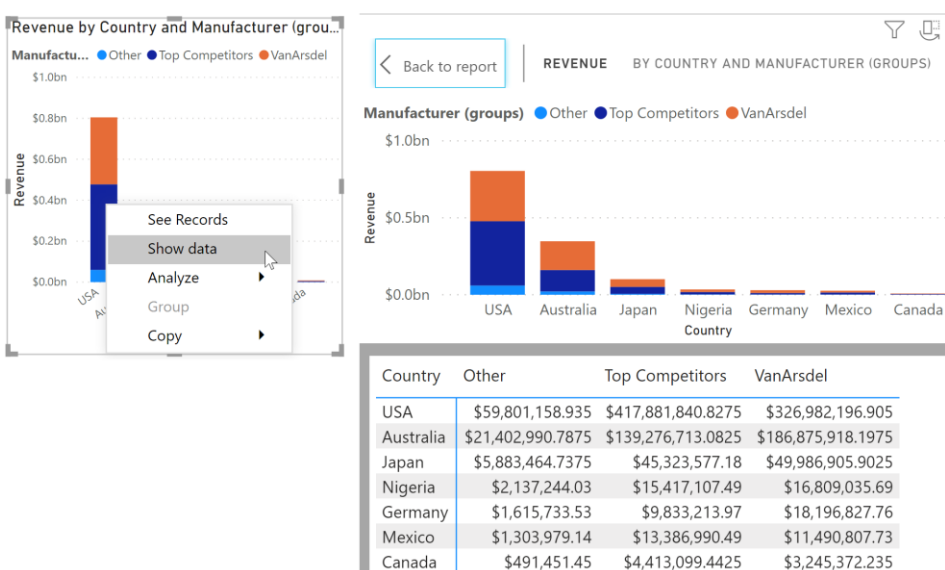 Revenue by Country and Manufacturer (grou...
Manufactu... Other Top Competitors VanArsdel
$1.0bn
$0.8bn
$0.6bn
$0.4bn
$0.2bn
$0.0bn
Revenue
USA
Au
da
See Records
Show data
Analyze
Group
Copy
Back to report
REVENUE BY COUNTRY AND MANUFACTURER (GROUPS)
Manufacturer (groups) Other Top Competitors VanArsdel
$1.0bn
$0.5bn
$0.0bn
Revenue
USA Australia Japan Nigeria Germany Mexico Canada
Country
Country Other Top Competitors VanArsdel
USA $59,801,158.935 $417,881,840.8275 $326,982,196.905
Australia $21,402,990.7875 $139,276,713.0825 $186,875,918.1975
Japan $5,883,464.7375 $45,323,577.18 $49,986,905.9025
Nigeria $2,137,244.03 $15,417,107.49 $16,809,035.69
Germany $1,615,733.53 $9,833,213.97 $18,196,827.76
Mexico $1,303,979.14 $13,386,990.49 $11,490,807.73
Canada $491,451.45 $4,413,099.4425 $3,245,372.235